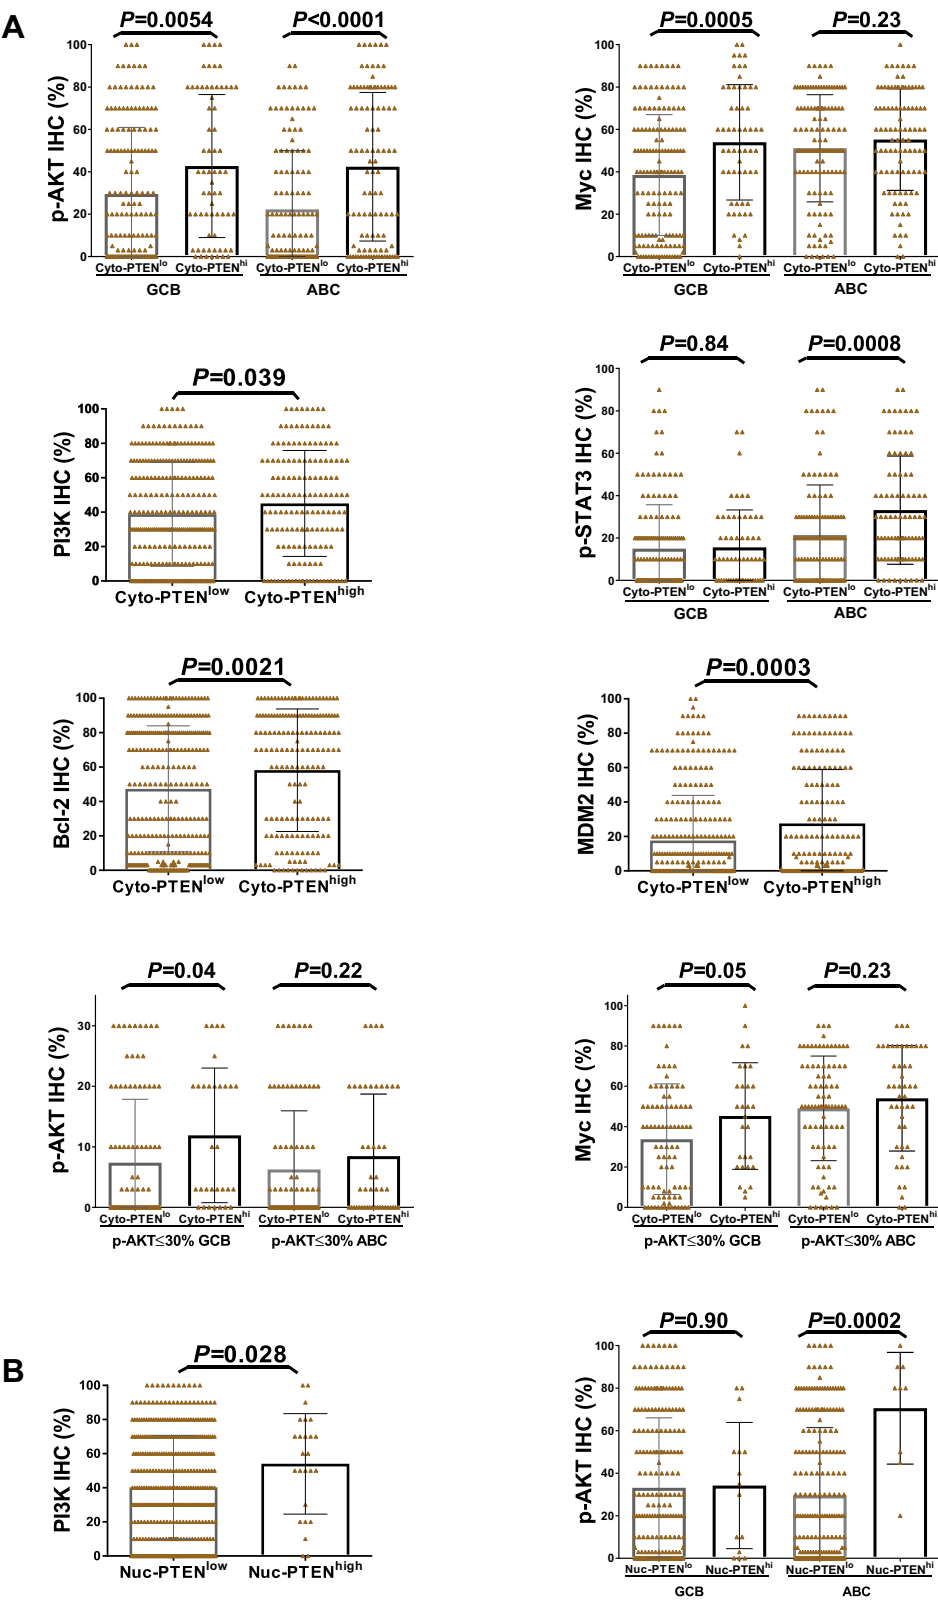 A
P=0.0054 P<0.0001
p-AKT IHC (%)
100
80
60
40
20
0
Cyto-PTENlo Cyto-PTENhi Cyto-PTENlo Cyto-PTENhi
GCB ABC
P=0.0005 P=0.23
Myc IHC (%)
100
80
60
40
20
0
Cyto-PTENlo Cyto-PTENhi Cyto-PTENlo Cyto-PTENhi
GCB ABC
P=0.039
PI3K IHC (%)
100
80
60
40
20
0
Cyto-PTENlow Cyto-PTENhigh
P=0.84 P=0.0008
p-STAT3 IHC (%)
100
80
60
40
20
0
Cyto-PTENlo Cyto-PTENhi Cyto-PTENlo Cyto-PTENhi
GCB ABC
P=0.0021
Bcl-2 IHC (%)
100
80
60
40
20
0
Cyto-PTENlow Cyto-PTENhigh
P=0.0003
MDM2 IHC (%)
100
80
60
40
20
0
Cyto-PTENlow Cyto-PTENhigh
P=0.04 P=0.22
p-AKT IHC (%)
30
20
10
0
Cyto-PTENlo Cyto-PTENhi Cyto-PTENlo Cyto-PTENhi
p-AKT≤30% GCB p-AKT≤30% ABC
P=0.05 P=0.23
Myc IHC (%)
100
80
60
40
20
0
Cyto-PTENlo Cyto-PTENhi Cyto-PTENlo Cyto-PTENhi
p-AKT≤30% GCB p-AKT≤30% ABC
B
P=0.028
PI3K IHC (%)
100
80
60
40
20
0
Nuc-PTENlow Nuc-PTENhigh
P=0.90 P=0.0002
p-AKT IHC (%)
100
80
60
40
20
0
Nuc-PTENlo Nuc-PTENhi Nuc-PTENlo Nuc-PTENhi
GCB ABC